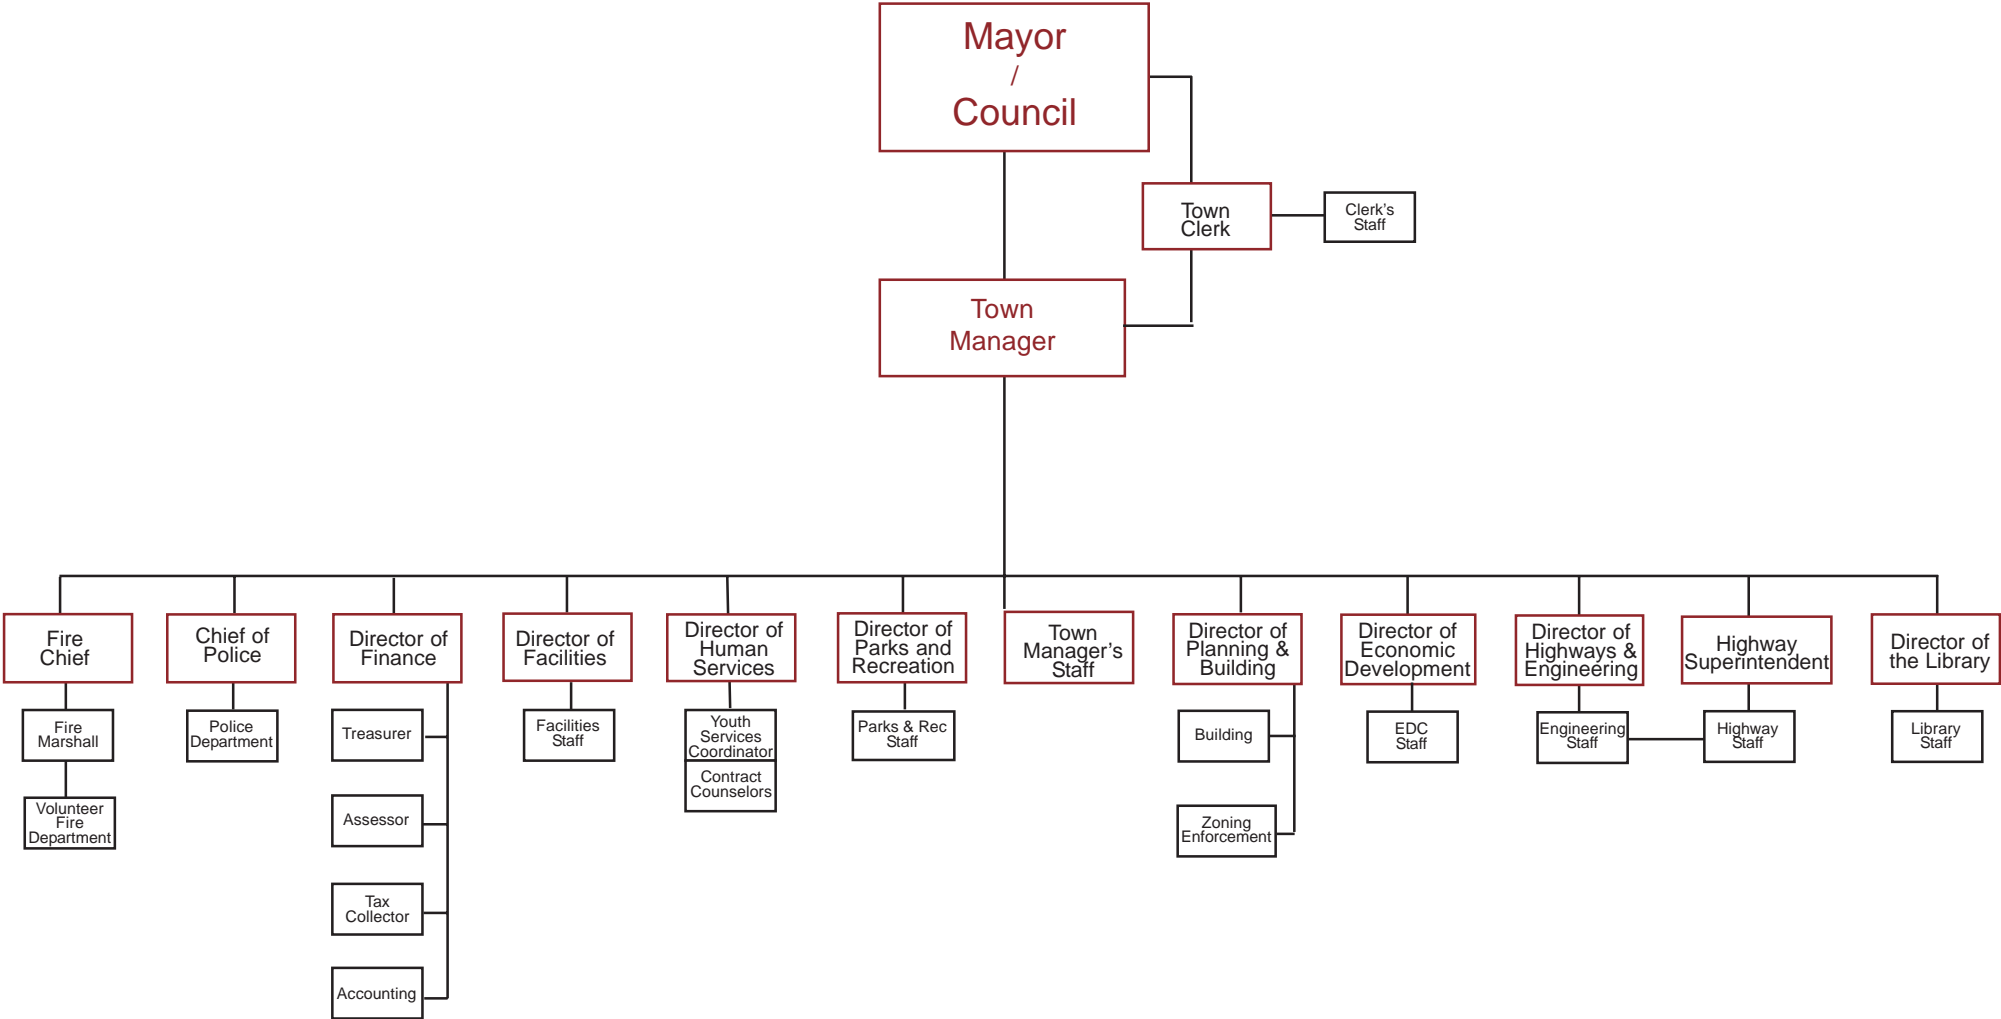 Mayor
/
Council
Town
Clerk
Clerk's
Staff
Town
Manager
Fire
Chief
Chief of
Police
Director of
Finance
Director of
Facilities
Director of
Human
Services
Director of
Parks and
Recreation
Town
Manager's
Staff
Director of
Planning &
Building
Director of
Economic
Development
Director of
Highways &
Engineering
Highway
Superintendent
Director of
the Library
Fire
Marshall
Police
Department
Treasurer
Facilities
Staff
Youth
Services
Coordinator
Contract
Counselors
Parks & Rec
Staff
Building
EDC
Staff
Engineering
Staff
Highway
Staff
Library
Staff
Volunteer
Fire
Department
Assessor
Zoning
Enforcement
Tax
Collector
Accounting